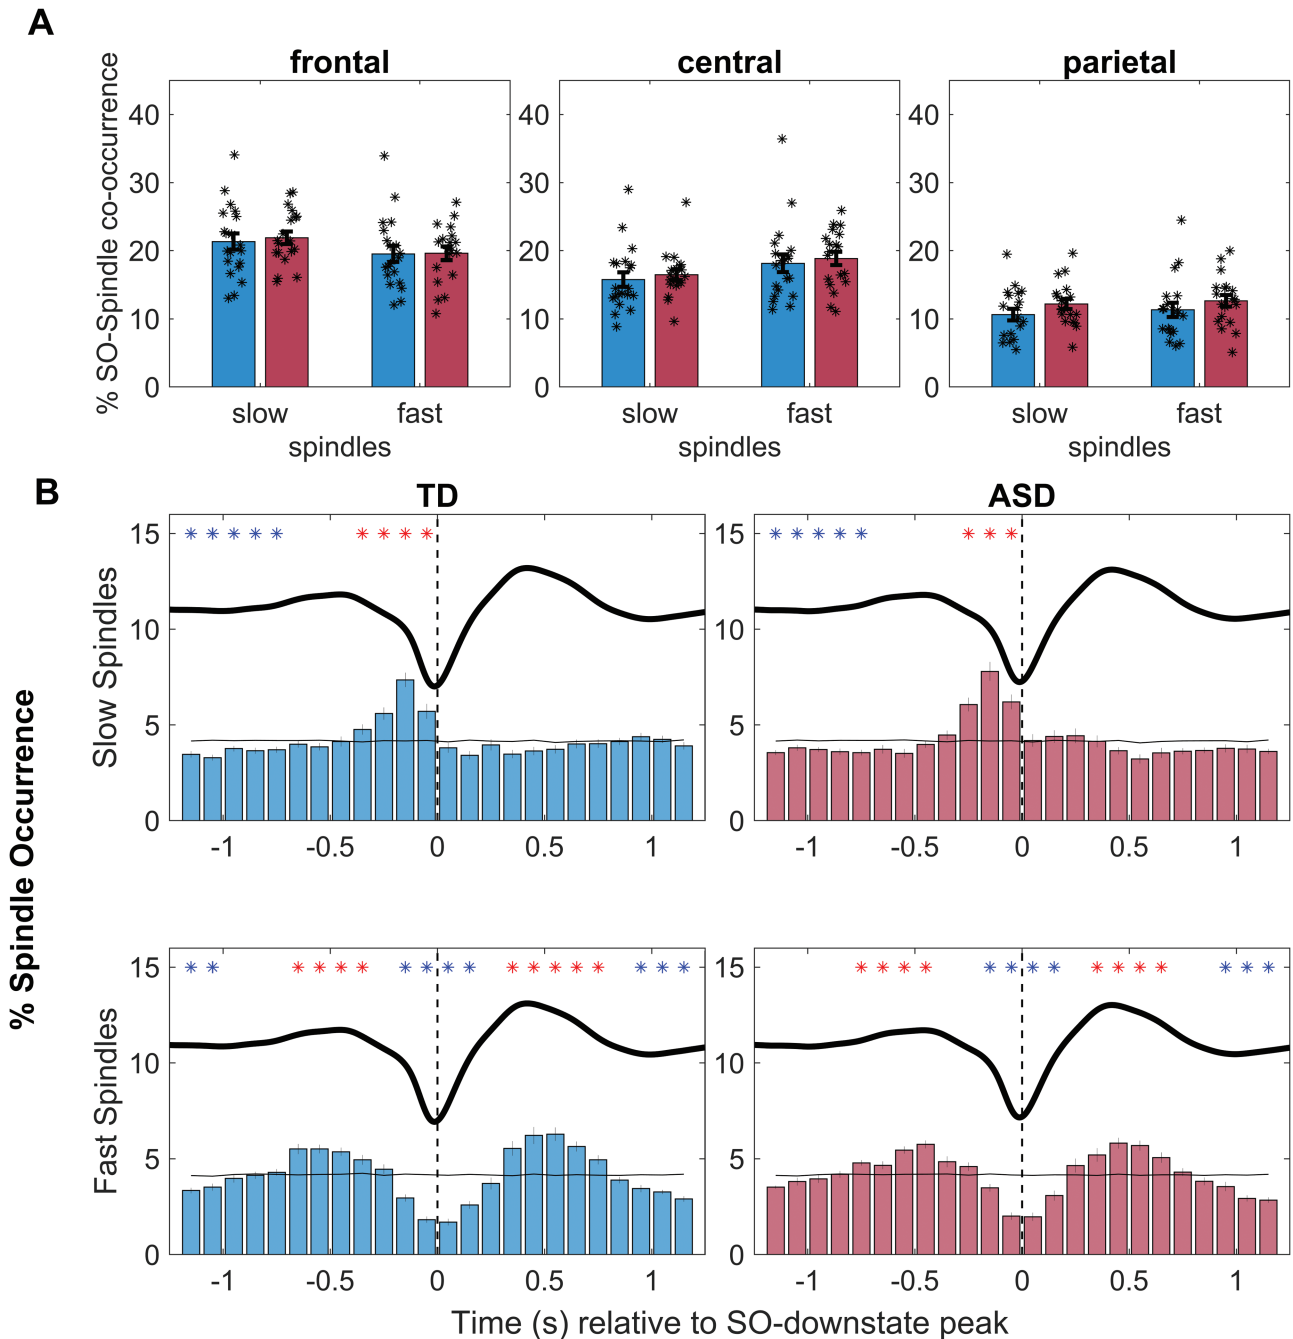 A
frontal
central
parietal
% SO-Spindle co-occurrence
40
30
20
10
0
40
30
20
10
0
40
30
20
10
0
slow
fast
slow
fast
slow
fast
spindles
spindles
spindles
B
TD
ASD
% Spindle Occurrence
Slow Spindles
15
10
5
0
-1
-0.5
0
0.5
1
15
10
5
0
-1
-0.5
0
0.5
1
Fast Spindles
15
10
5
0
-1
-0.5
0
0.5
1
15
10
5
0
-1
-0.5
0
0.5
1
Time (s) relative to SO-downstate peak